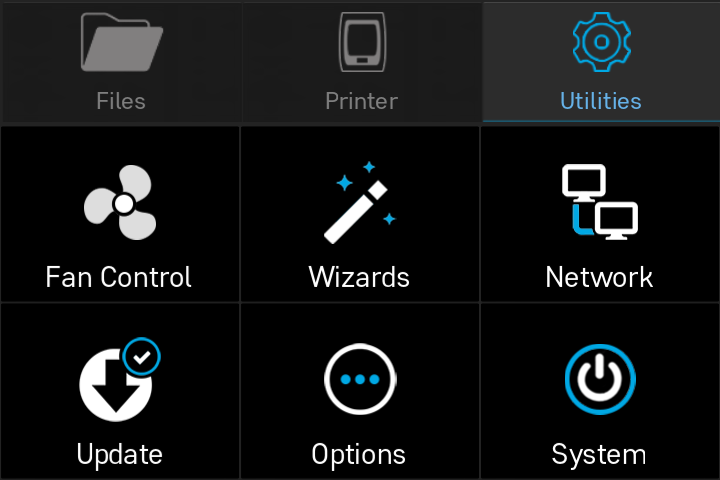 Files
Printer
Utilities
Fan Control
Wizards
Network
Update
Options
System